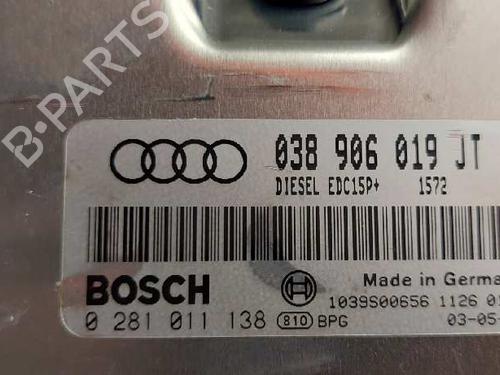 B-PARTS
038 906 019 JT
DIESEL EDC15P+ 1572
BOSCH
Made in Germa
1039S00656 1126 01
0 281 011 138 810 BPG
03-05-